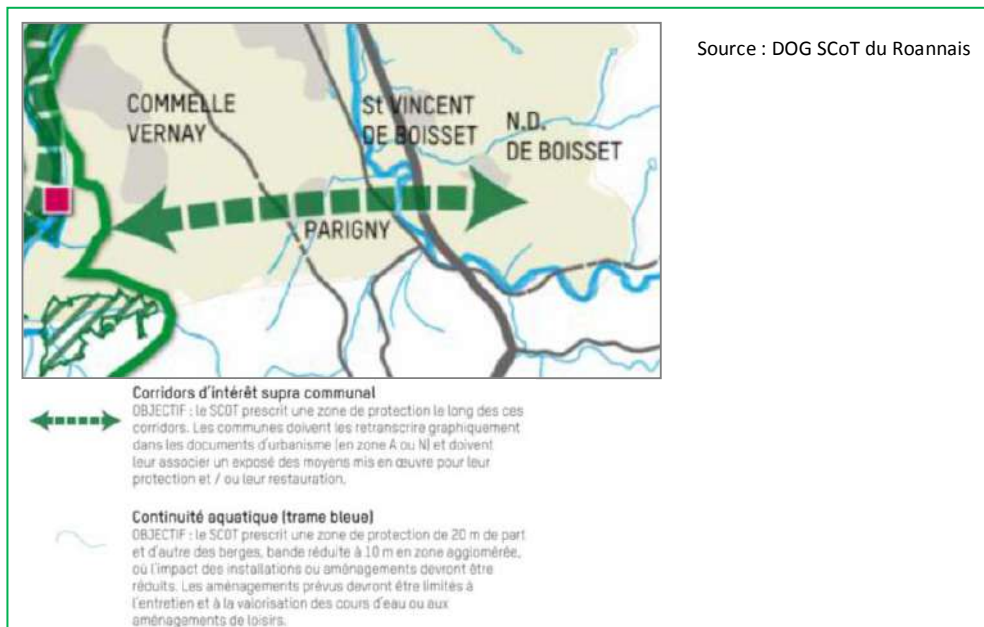 Source : DOG SCoT du Roannais
COMMELLE
VERNAY
St VINCENT
DE BOISSET
N.D.
DE BOISSET
PARIGNY
Corridors d'intérêt supra communal
OBJECTIF : le SCOT prescrit une zone de protection le long des ces
corridors. Les communes doivent les retranscrire graphiquement
dans les documents d'urbanisme (en zone A ou N) et doivent
leur associer un exposé des moyens mis en œuvre pour leur
protection et / ou leur restauration.
Continuité aquatique (trame bleue)
OBJECTIF : le SCOT prescrit une zone de protection de 20 m de part
et d'autre des berges, bande réduite à 10 m en zone agglomérée,
où l'impact des installations ou aménagements devront être
réduits. Les aménagements prévus devront être limités à
l'entretien et à la valorisation des cours d'eau ou aux
aménagements de loisirs.